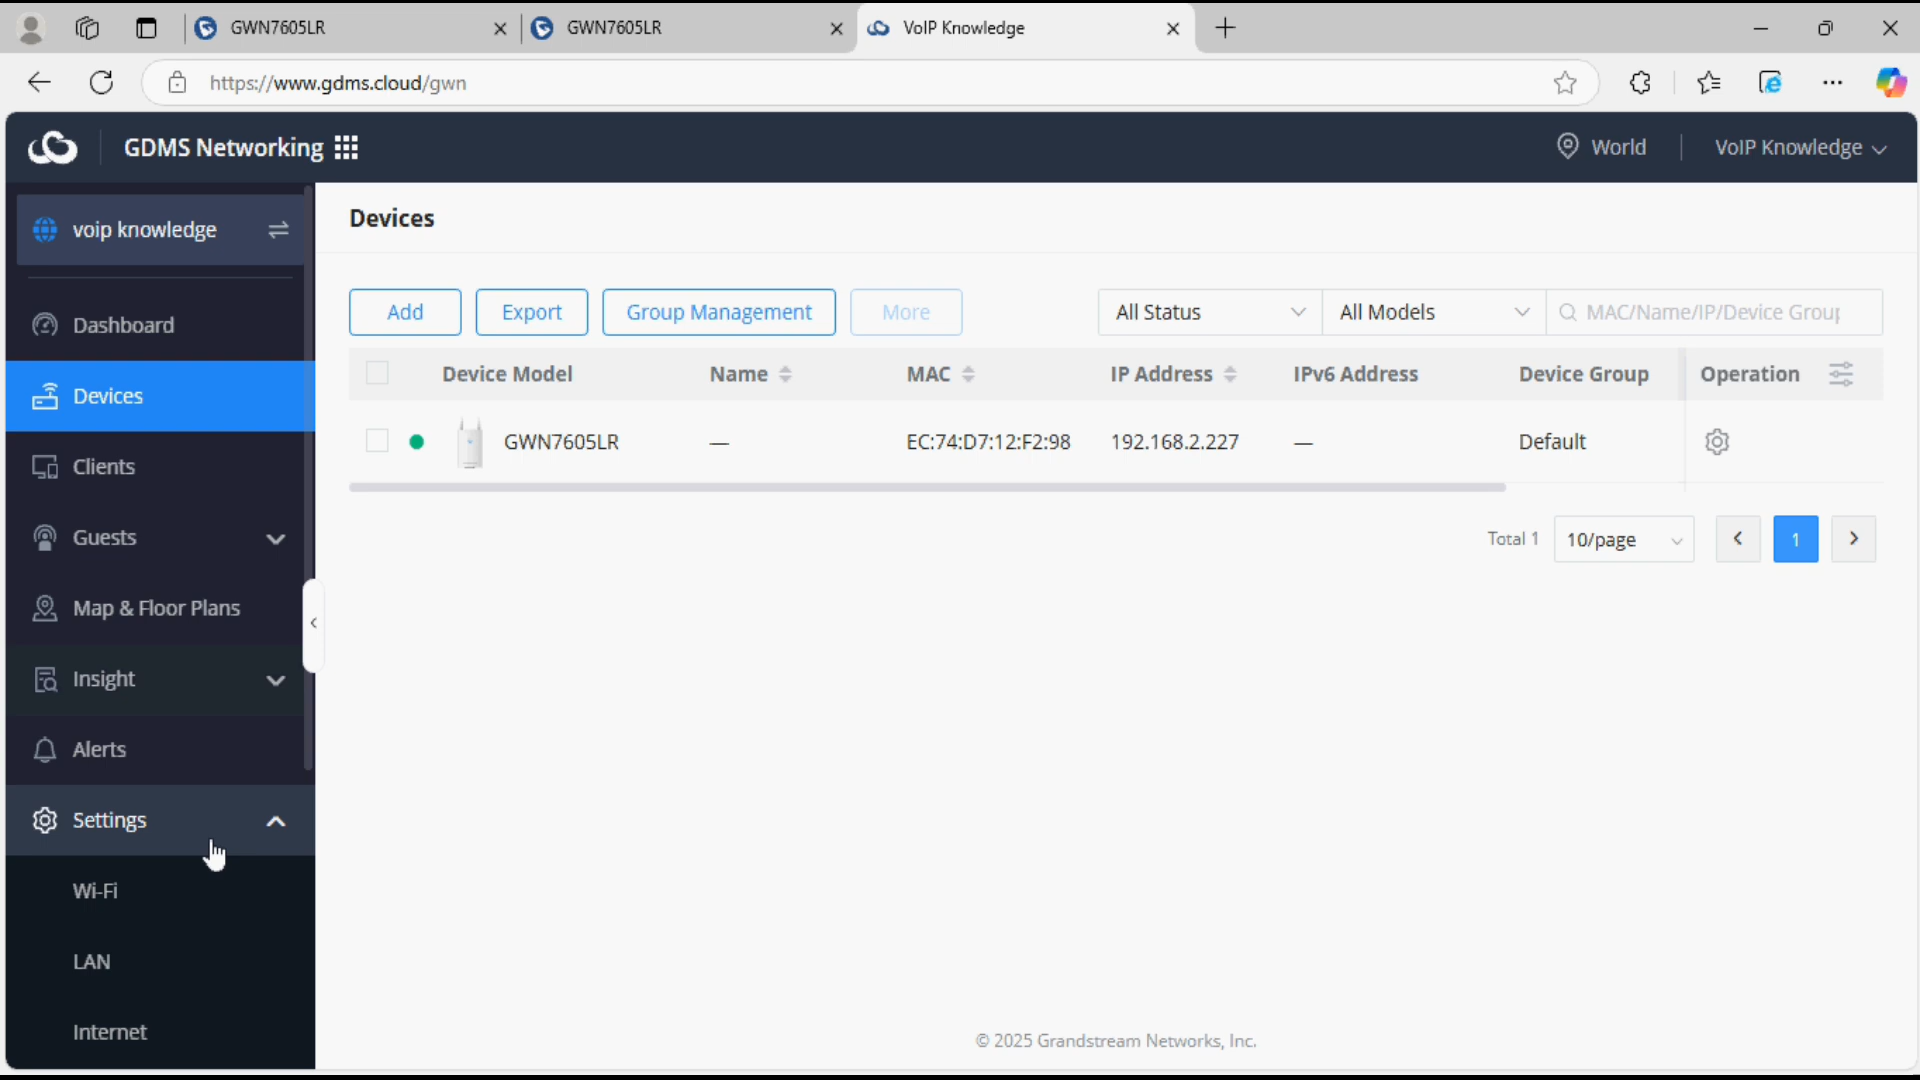 GWN7605LR
GWN7605LR
VoIP Knowledge
https://www.gdms.cloud/gwn
GDMS Networking
World
VoIP Knowledge
voip knowledge
Dashboard
Devices
Clients
Guests
Map & Floor Plans
Insight
Alerts
Settings
Wi-Fi
LAN
Internet
Devices
Add
Export
Group Management
More
All Status
All Models
MAC/Name/IP/Device Group
Device Model
Name
MAC
IP Address
IPv6 Address
Device Group
Operation
GWN7605LR
—
EC:74:D7:12:F2:98
192.168.2.227
—
Default
Total 1
10/page
1
© 2025 Grandstream Networks, Inc.